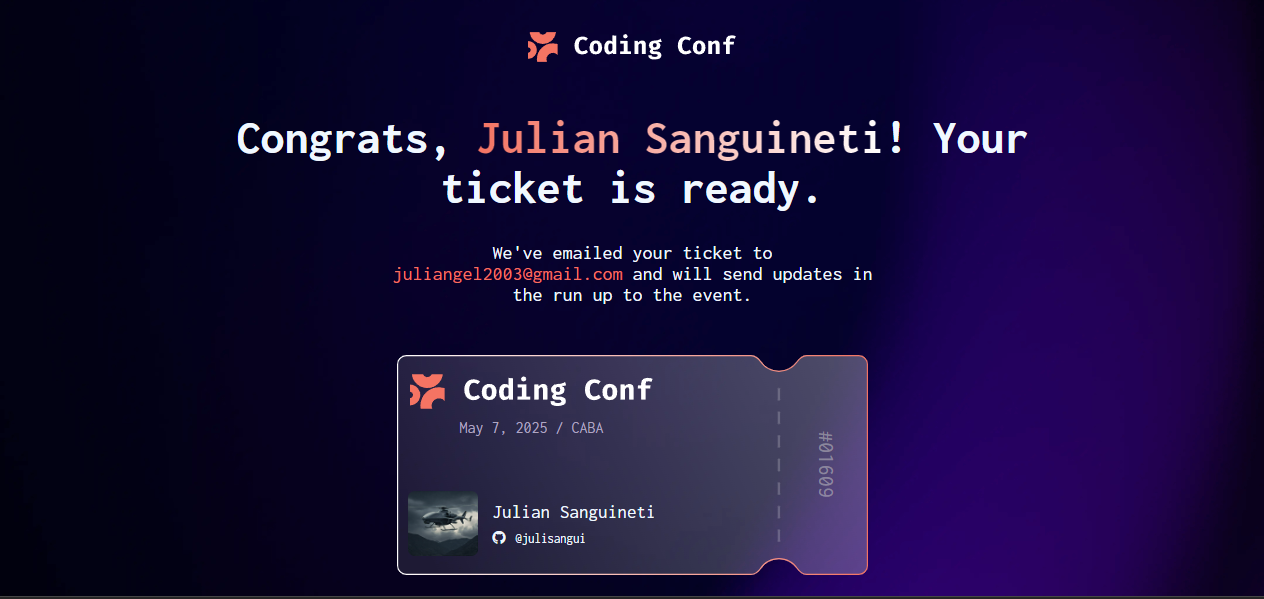 Coding Conf
Congrats, Julian Sanguineti! Your
ticket is ready.
We've emailed your ticket to
juliangel2003@gmail.com and will send updates in
the run up to the event.
Coding Conf
May 7, 2025 / CABA
#01609
Julian Sanguineti
@julisangui